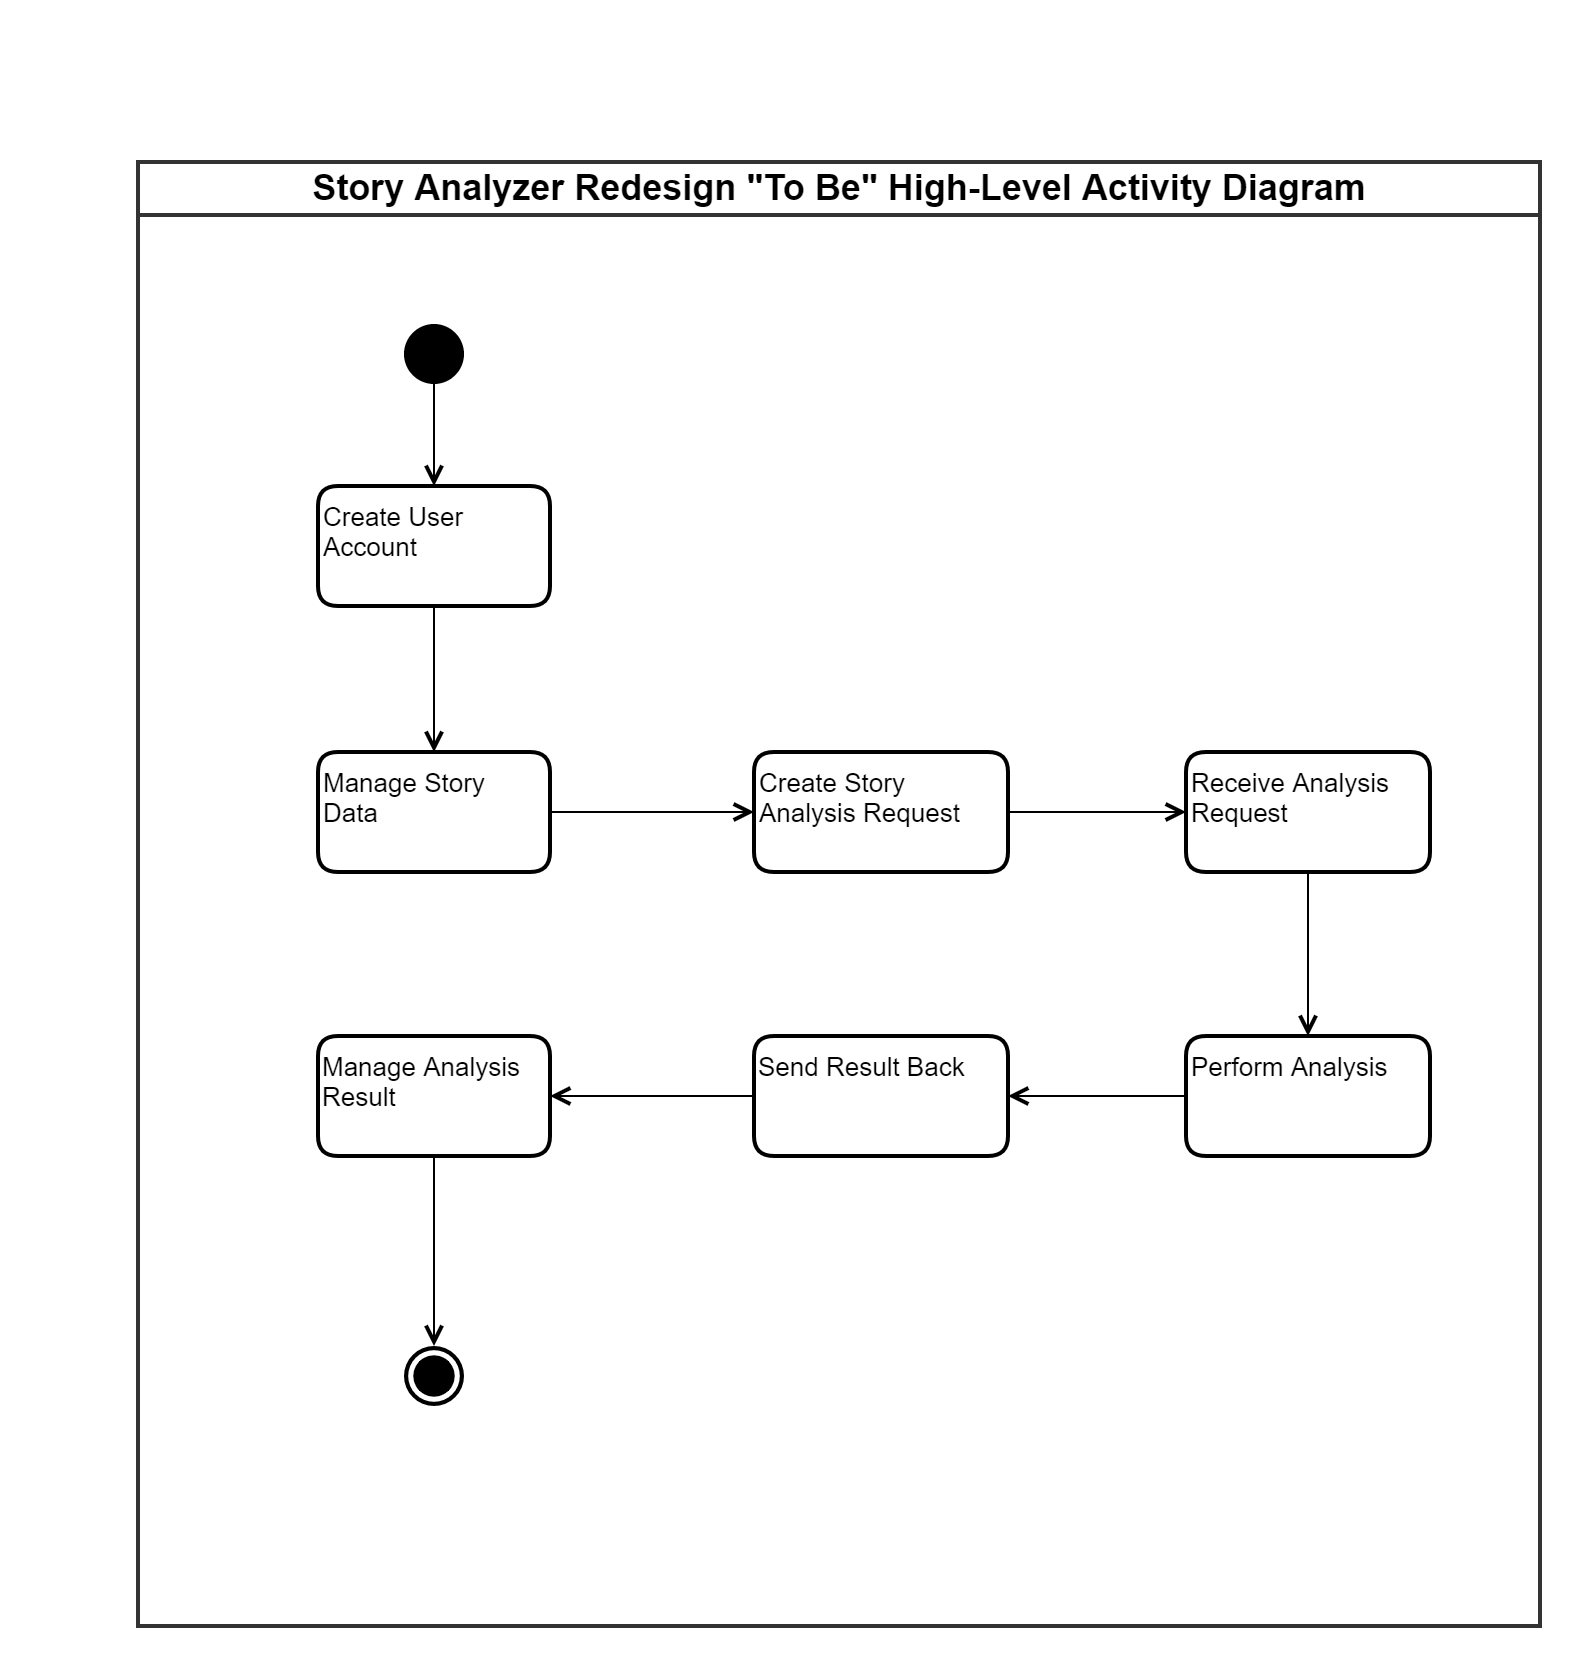 Story Analyzer Redesign "To Be" High-Level Activity Diagram
Create User
Account
Manage Story
Data
Create Story
Analysis Request
Receive Analysis
Request
Manage Analysis
Result
Send Result Back
Perform Analysis